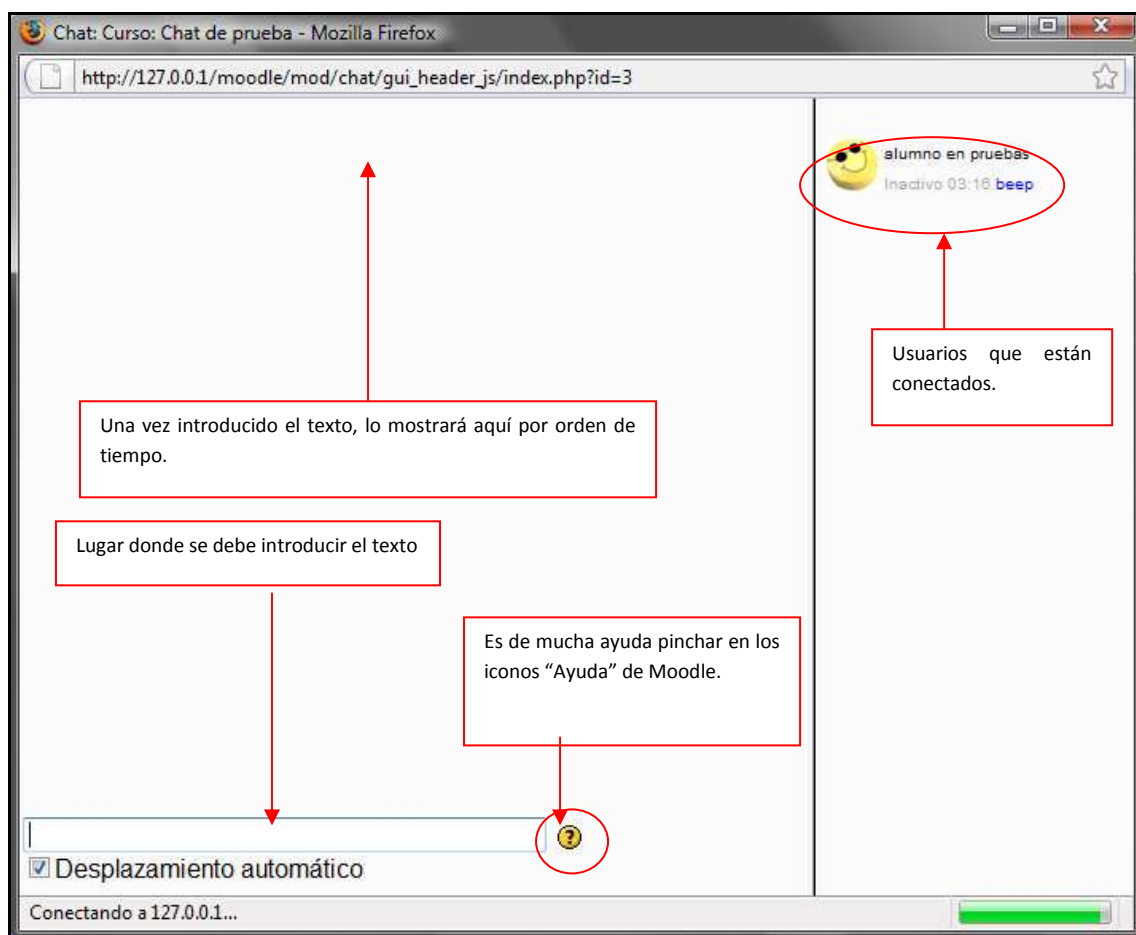 Chat: Curso: Chat de prueba - Mozilla Firefox
http://127.0.0.1/moodle/mod/chat/gui_header_js/index.php?id=3
alumno en pruebas
Inactivo 03:16 beep
Usuarios que están
conectados.
Una vez introducido el texto, lo mostrará aquí por orden de
tiempo.
Lugar donde se debe introducir el texto
Es de mucha ayuda pinchar en los
iconos “Ayuda” de Moodle.
?
Desplazamiento automático
Conectando a 127.0.0.1...